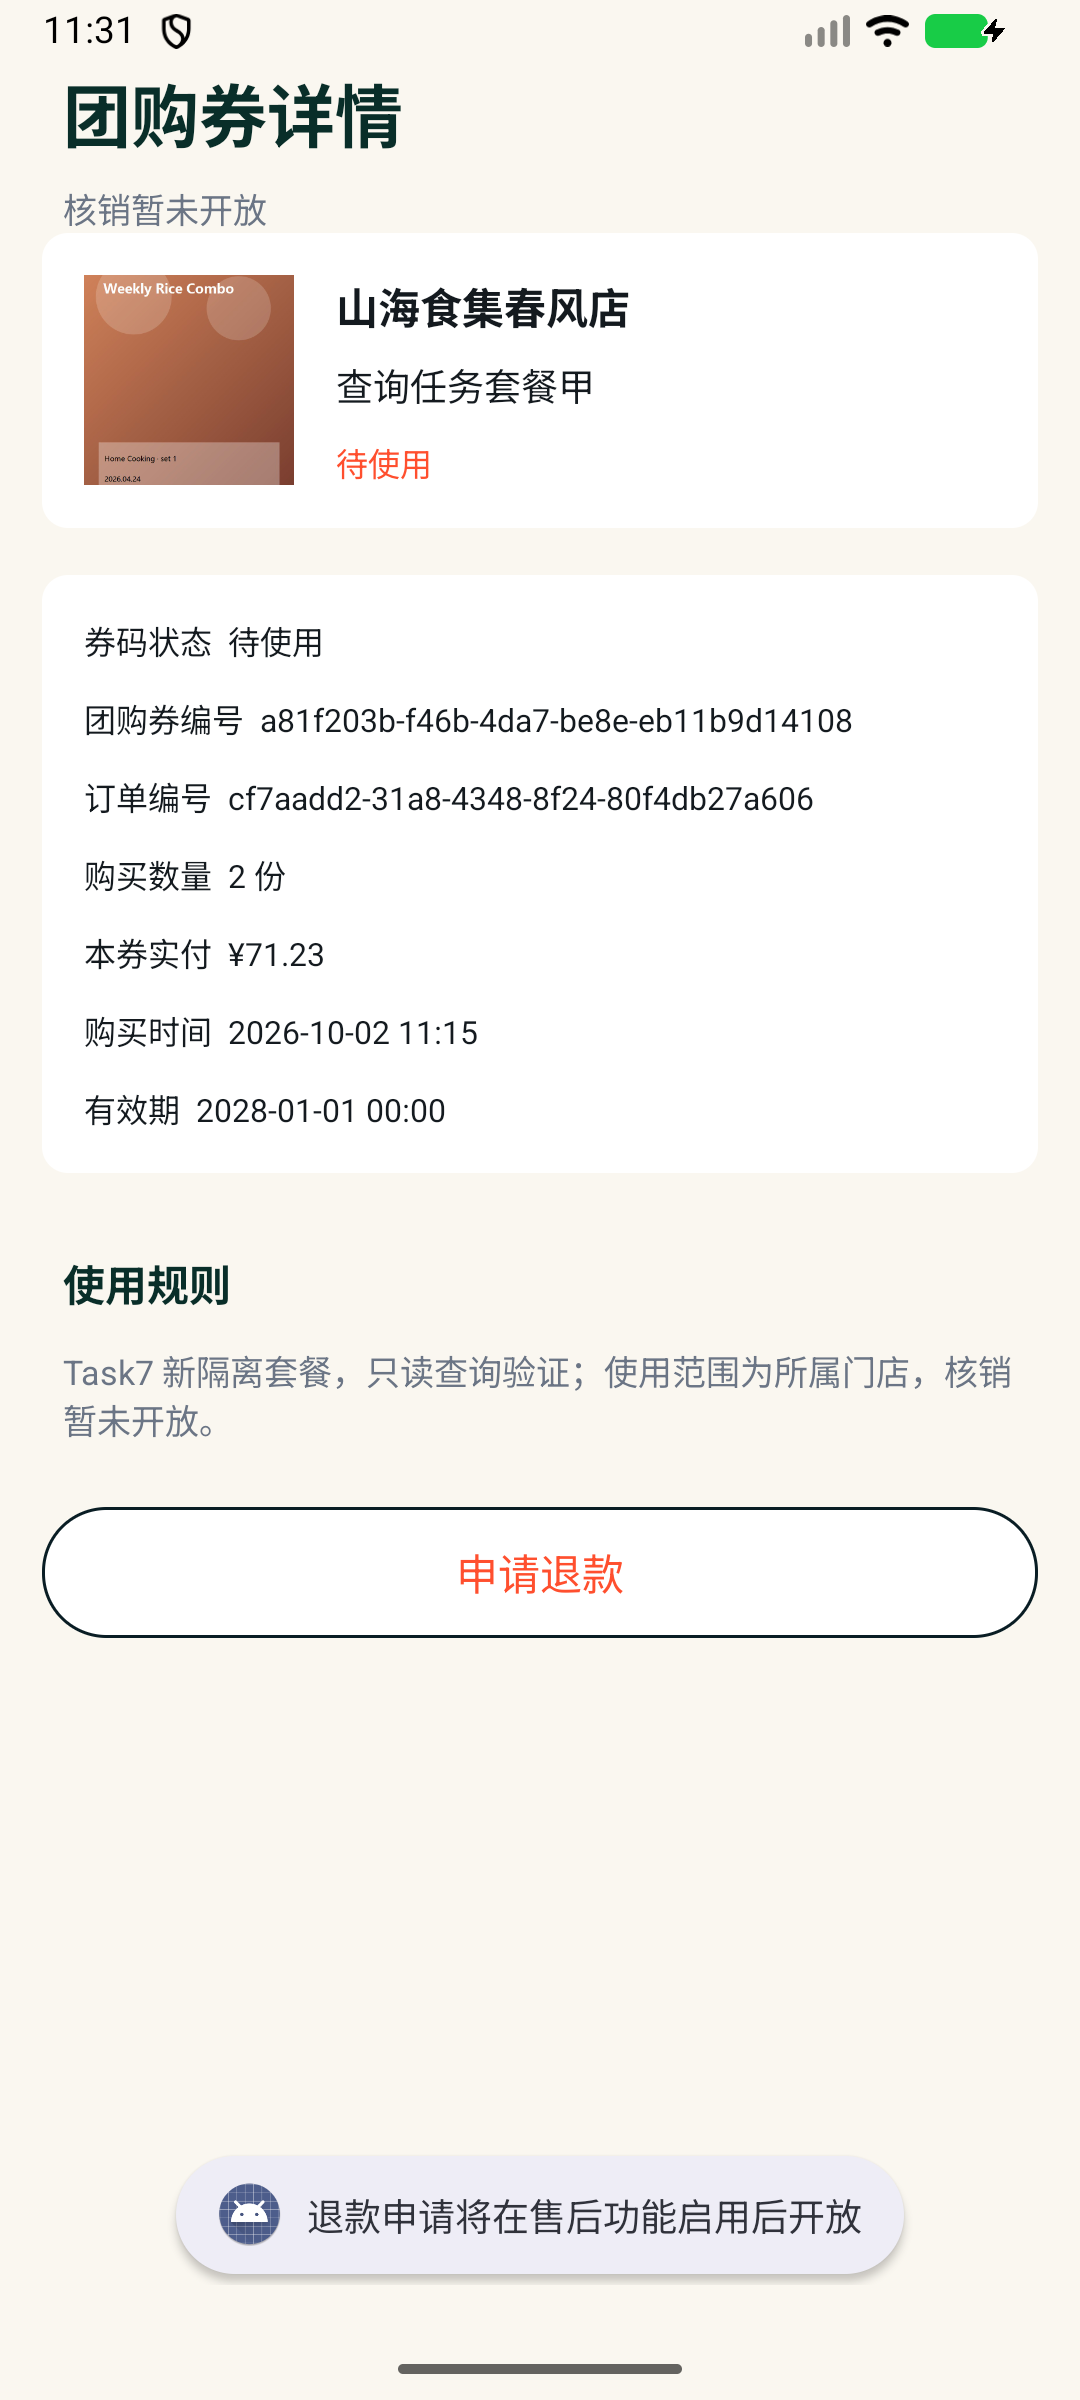 11:31
团购券详情
核销暂未开放
Weekly Rice Combo
Home Cooking · set 1
2026.04.24
山海食集春风店
查询任务套餐甲
待使用
券码状态 待使用
团购券编号 a81f203b-f46b-4da7-be8e-eb11b9d14108
订单编号 cf7aadd2-31a8-4348-8f24-80f4db27a606
购买数量 2 份
本券实付 ¥71.23
购买时间 2026-10-02 11:15
有效期 2028-01-01 00:00
使用规则
Task7 新隔离套餐，只读查询验证；使用范围为所属门店，核销
暂未开放。
申请退款
退款申请将在售后功能启用后开放